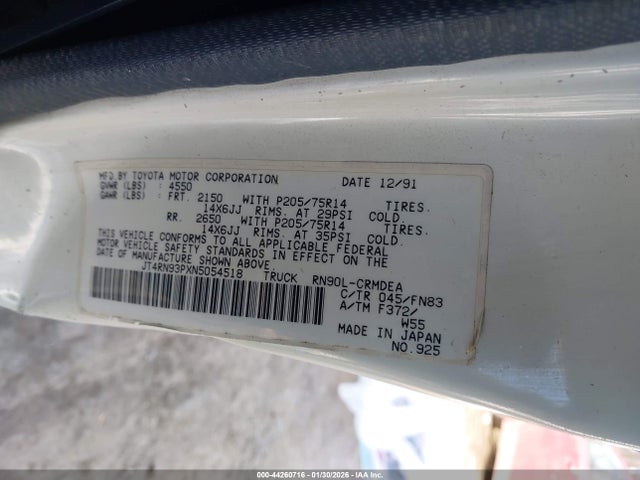 MFD BY TOYOTA MOTOR CORPORATION DATE 12/91
GVWR (LBS) : 4550
GAWR (LBS) : FRT. 2150 WITH P205/75R14 TIRES.
14X6JJ RIMS. AT 29PSI COLD.
RR. 2650 WITH P205/75R14 TIRES.
14X6JJ RIMS. AT 35PSI COLD.
THIS VEHICLE CONFORMS TO ALL APPLICABLE FEDERAL
MOTOR VEHICLE SAFETY STANDARDS IN EFFECT ON THE
DATE OF MANUFACTURE SHOWN ABOVE.
JT4RN93PXN5054518 TRUCK RN90L-CRMDEA
C/TR 045/FN83
A/TM F372/
W55
MADE IN JAPAN
NO.925
000-44260716 | 01/30/2026 - IAA, Inc.